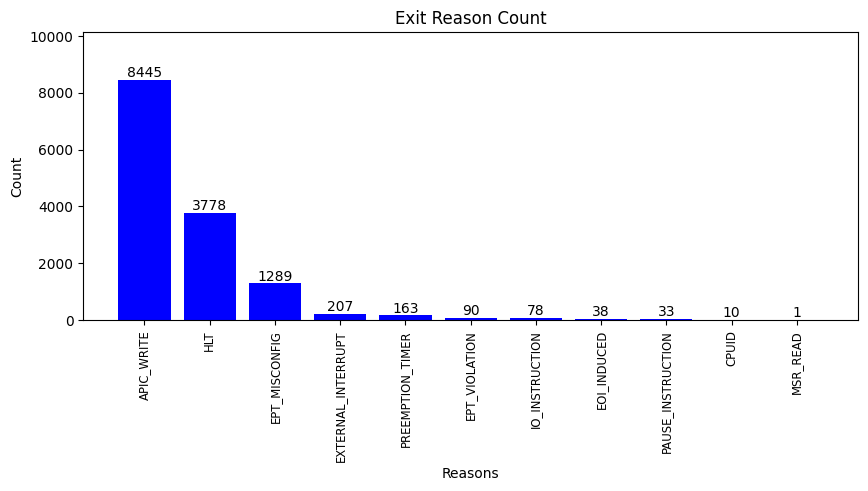 Exit Reason Count
Count
10000
8000
6000
4000
2000
0
8445
3778
1289
207
163
90
78
38
33
10
1
APIC_WRITE
HLT
EPT_MISCONFIG
EXTERNAL_INTERRUPT
PREEMPTION_TIMER
EPT_VIOLATION
IO_INSTRUCTION
EOI_INDUCED
PAUSE_INSTRUCTION
CPUID
MSR_READ
Reasons